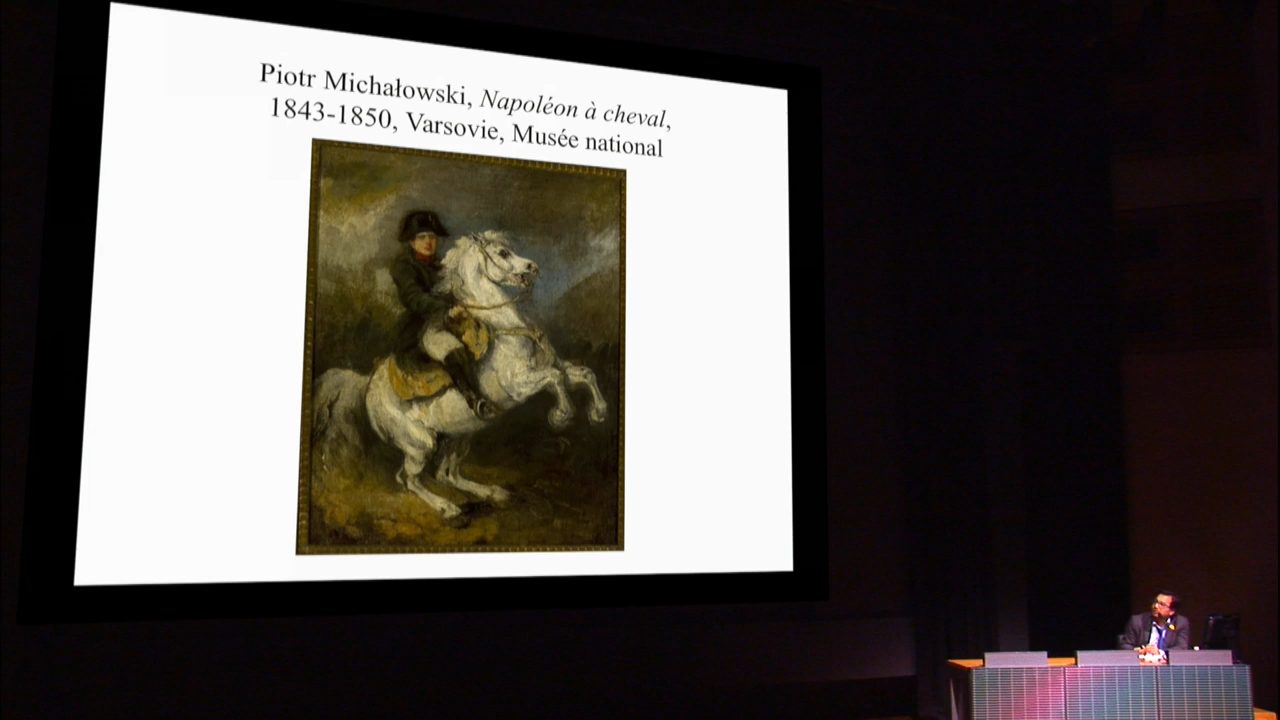 Piotr Michałowski, Napoléon à cheval,
1843-1850, Varsovie, Musée national